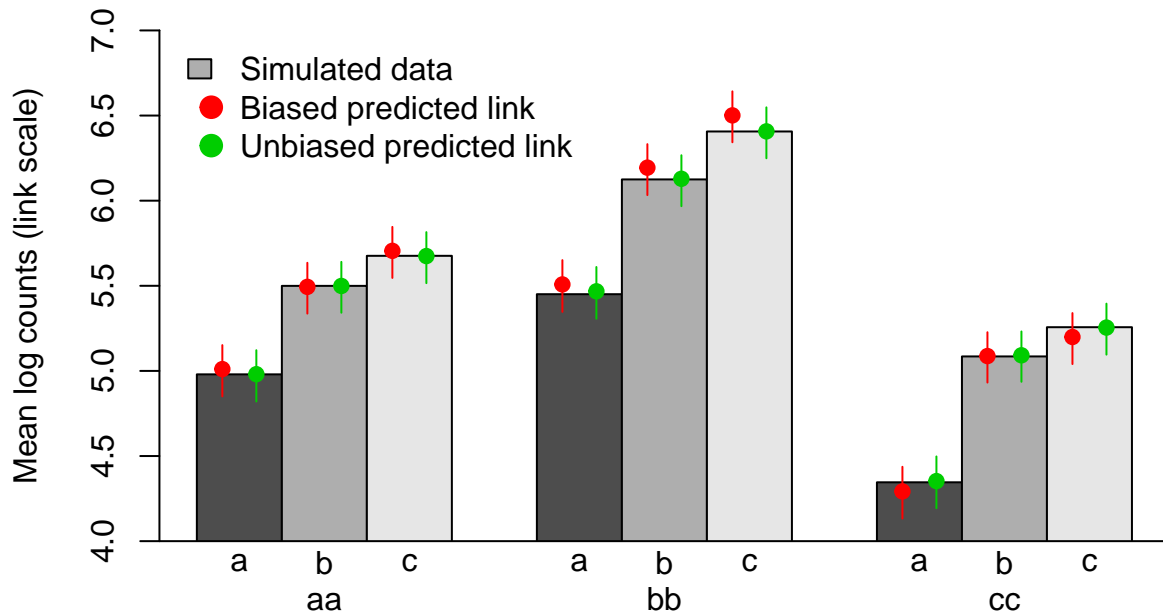 Mean log counts (link scale)
7.0
6.5
6.0
5.5
5.0
4.5
4.0
Simulated data
Biased predicted link
Unbiased predicted link
a b c a b c a b c
aa bb cc